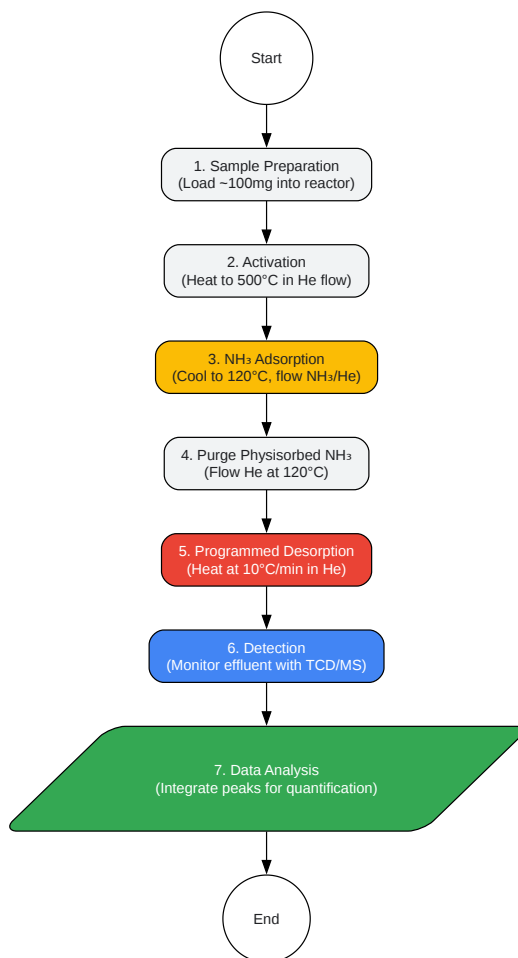 Start
1. Sample Preparation
(Load ~100mg into reactor)
2. Activation
(Heat to 500°C in He flow)
3. NH₃ Adsorption
(Cool to 120°C, flow NH₃/He)
4. Purge Physisorbed NH₃
(Flow He at 120°C)
5. Programmed Desorption
(Heat at 10°C/min in He)
6. Detection
(Monitor effluent with TCD/MS)
7. Data Analysis
(Integrate peaks for quantification)
End